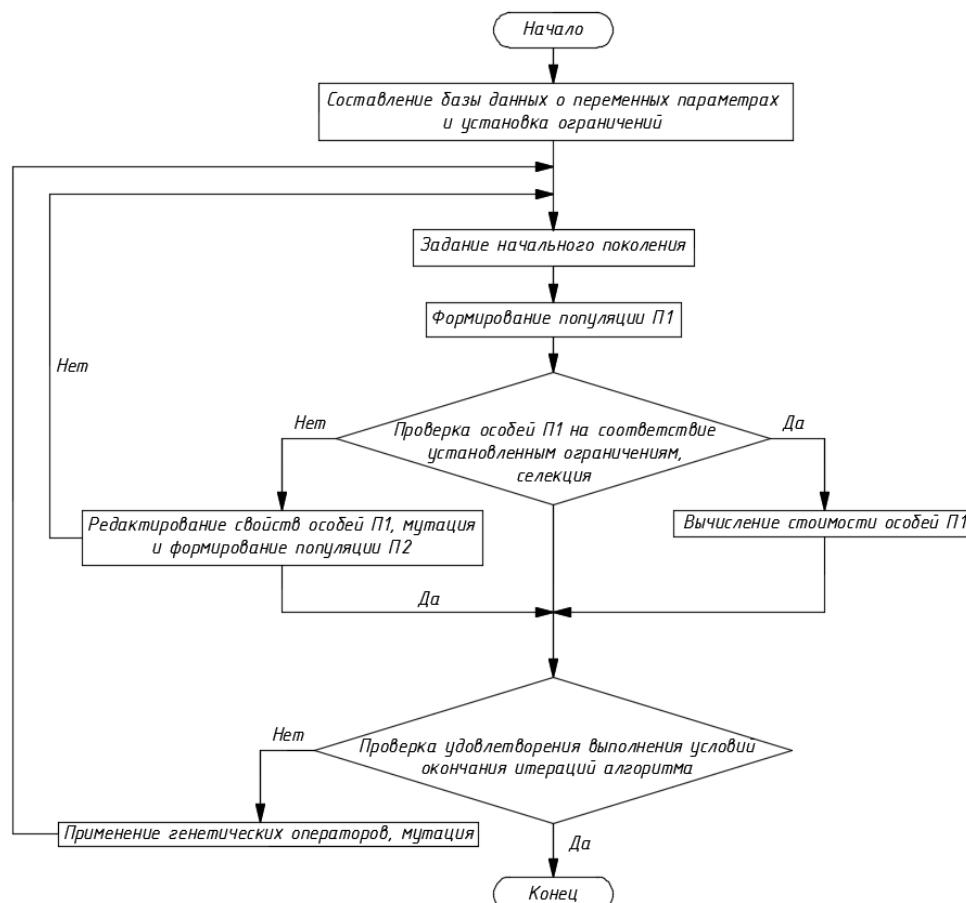 Начало
Составление базы данных о переменных параметрах
и установка ограничений
Задание начального поколения
Формирование популяции П1
Нет
Нет
Проверка особей П1 на соответствие
установленным ограничениям,
селекция
Да
Редактирование свойств особей П1, мутация
и формирование популяции П2
Вычисление стоимости особей П1
Да
Нет
Проверка удовлетворения выполнения условий
окончания итераций алгоритма
Применение генетических операторов, мутация
Да
Конец